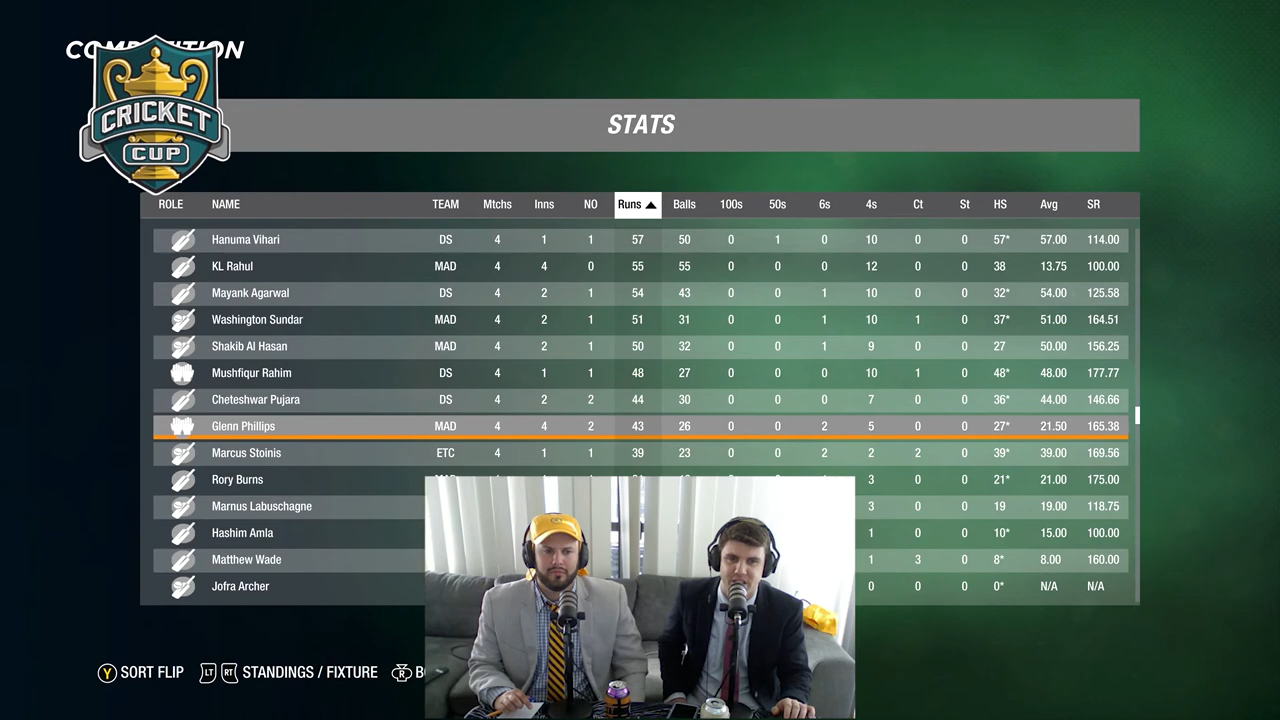 COMPETITION
CRICKET
CUP
STATS
ROLE NAME TEAM Mtchs Inns NO Runs Balls 100s 50s 6s 4s Ct St HS Avg SR
Hanuma Vihari DS 4 1 1 57 50 0 1 0 10 0 0 57* 57.00 114.00
KL Rahul MAD 4 4 0 55 55 0 0 0 12 0 0 38 13.75 100.00
Mayank Agarwal DS 4 2 1 54 43 0 0 1 10 0 0 32* 54.00 125.58
Washington Sundar MAD 4 2 1 51 31 0 0 1 10 1 0 37* 51.00 164.51
Shakib Al Hasan MAD 4 2 1 50 32 0 0 1 9 0 0 27 50.00 156.25
Mushfiqur Rahim DS 4 1 1 48 27 0 0 0 10 1 0 48* 48.00 177.77
Cheteshwar Pujara DS 4 2 2 44 30 0 0 0 7 0 0 36* 44.00 146.66
Glenn Phillips MAD 4 4 2 43 26 0 0 2 5 0 0 27* 21.50 165.38
Marcus Stoinis ETC 4 1 1 39 23 0 0 2 2 2 0 39* 39.00 169.56
Rory Burns 3 0 0 21* 21.00 175.00
Marnus Labuschagne 3 0 0 19 19.00 118.75
Hashim Amla 1 0 0 10* 15.00 100.00
Matthew Wade 1 3 0 8* 8.00 160.00
Jofra Archer 0 0 0 0* N/A N/A
Y SORT FLIP LT RT STANDINGS / FIXTURE R